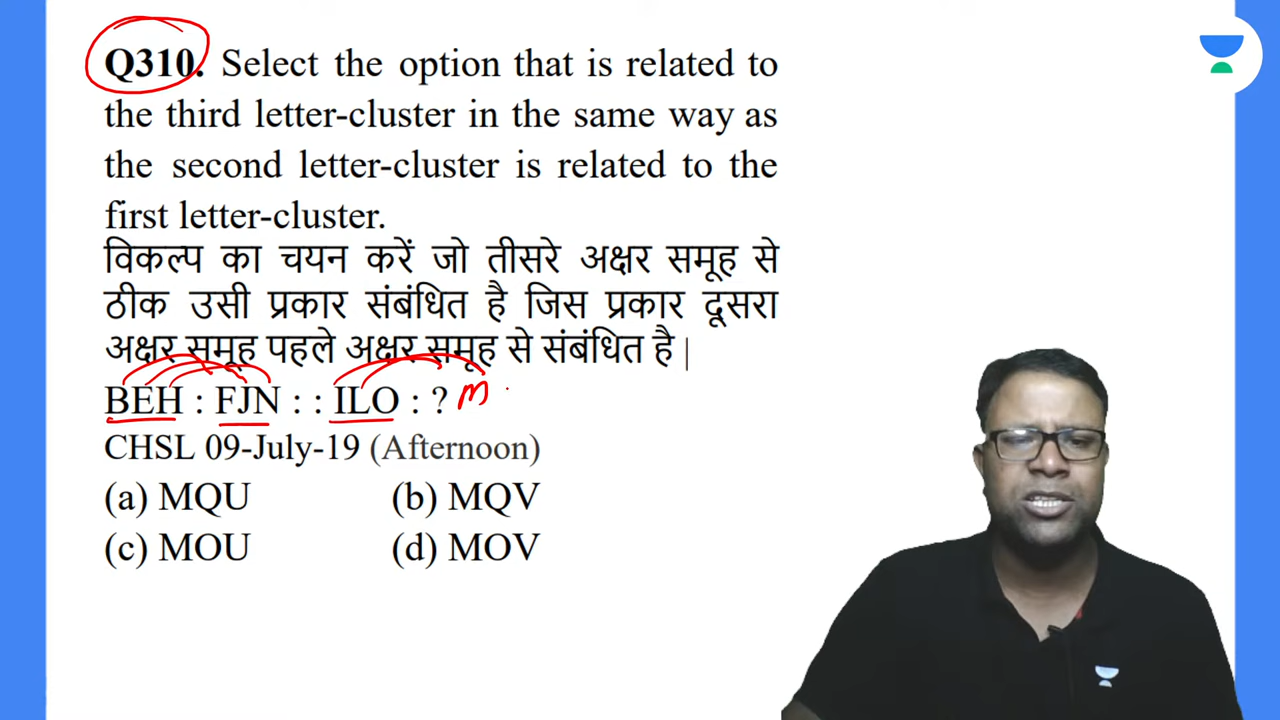 Q310. Select the option that is related to
the third letter-cluster in the same way as
the second letter-cluster is related to the
first letter-cluster.
विकल्प का चयन करें जो तीसरे अक्षर समूह से
ठीक उसी प्रकार संबंधित है जिस प्रकार दूसरा
अक्षर समूह पहले अक्षर समूह से संबंधित है |
BEH : FJN : : ILO : ? m
CHSL 09-July-19 (Afternoon)
(a) MQU (b) MQV
(c) MOU (d) MOV